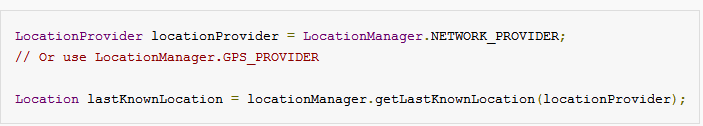 LocationProvider locationProvider = LocationManager.NETWORK_PROVIDER;
// Or use LocationManager.GPS_PROVIDER
Location lastKnownLocation = locationManager.getLastKnownLocation(locationProvider);